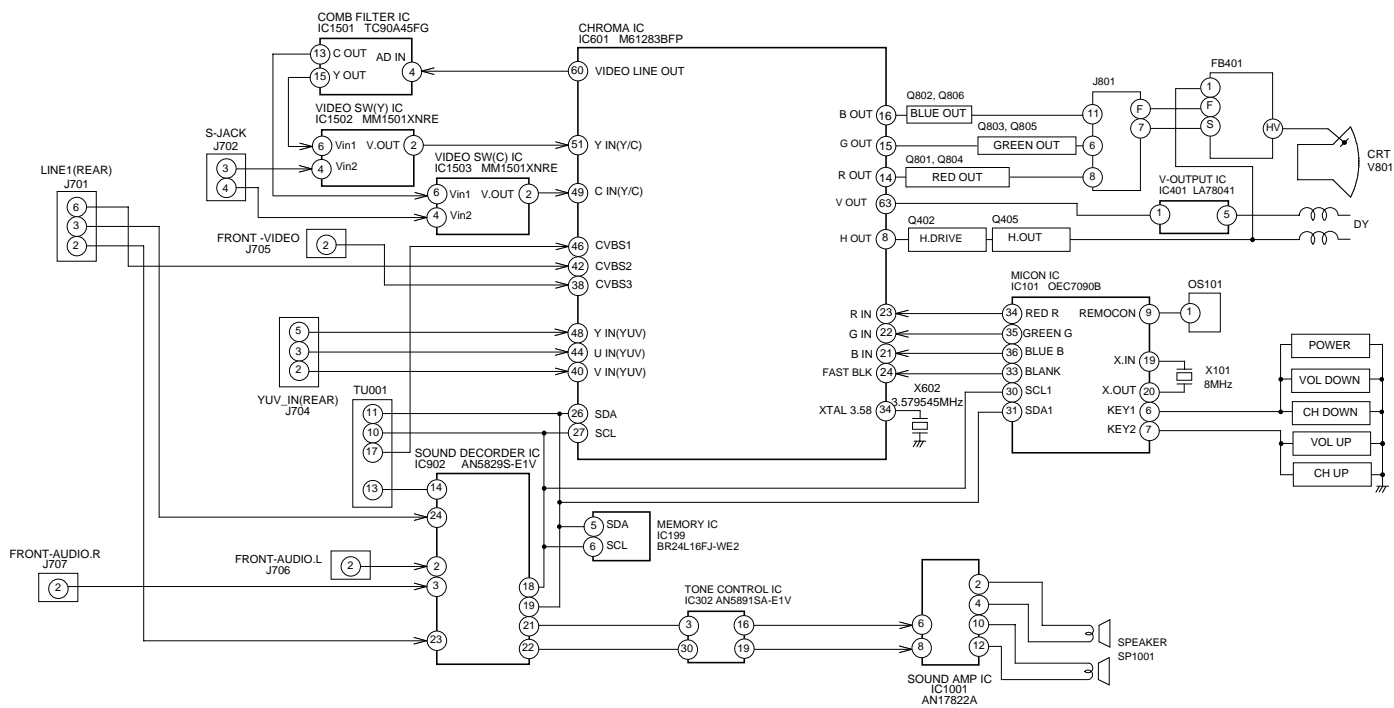 COMB FILTER IC
IC1501 TC90A45FG
13 C OUT
15 Y OUT
AD IN
4
VIDEO SW(Y) IC
IC1502 MM1501XNRE
6 Vin1
4 Vin2
V.OUT 2
VIDEO SW(C) IC
IC1503 MM1501XNRE
6 Vin1
4 Vin2
V.OUT 2
S-JACK
J702
3
4
LINE1(REAR)
J701
6
3
2
FRONT -VIDEO
J705
2
YUV_IN(REAR)
J704
5
3
2
TU001
11
10
17
13
CHROMA IC
IC601 M61283BFP
60 VIDEO LINE OUT
51 Y IN(Y/C)
49 C IN(Y/C)
46 CVBS1
42 CVBS2
38 CVBS3
48 Y IN(YUV)
44 U IN(YUV)
40 V IN(YUV)
26 SDA
27 SCL
B OUT 16
G OUT 15
R OUT 14
V OUT 63
H OUT 8
R IN 23
G IN 22
B IN 21
FAST BLK 24
XTAL 3.58 34
X602
3.579545MHz
Q802, Q806
BLUE OUT
Q803, Q805
GREEN OUT
Q801, Q804
RED OUT
Q402
H.DRIVE
Q405
H.OUT
J801
11
6
8
F
7
FB401
1
F
S
HV
CRT
V801
V-OUTPUT IC
IC401 LA78041
1
5
DY
MICON IC
IC101 OEC7090B
34 RED R
35 GREEN G
36 BLUE B
33 BLANK
30 SCL1
31 SDA1
REMOCON 9
X.IN 19
X.OUT 20
KEY1 6
KEY2 7
OS101
1
X101
8MHz
POWER
VOL DOWN
CH DOWN
VOL UP
CH UP
SOUND DECORDER IC
IC902 AN5829S-E1V
14
24
2
3
23
18
19
21
22
FRONT-AUDIO.R
J707
2
FRONT-AUDIO.L
J706
2
5 SDA
6 SCL
MEMORY IC
IC199
BR24L16FJ-WE2
TONE CONTROL IC
IC302 AN5891SA-E1V
3
30
16
19
6
8
2
4
10
12
SOUND AMP IC
IC1001
AN17822A
SPEAKER
SP1001